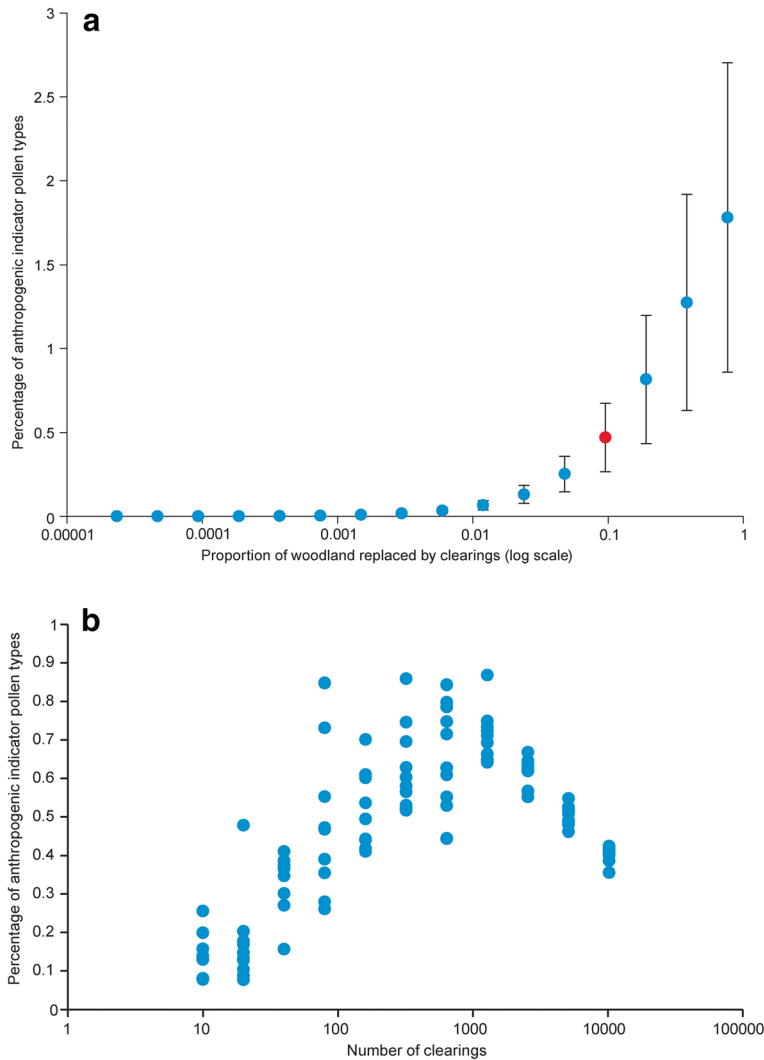 a
3
2.5
2
1.5
1
0.5
0
Percentage of anthropogenic indicator pollen types
0.00001 0.0001 0.001 0.01 0.1 1
Proportion of woodland replaced by clearings (log scale)
b
1
0.9
0.8
0.7
0.6
0.5
0.4
0.3
0.2
0.1
0
Percentage of anthropogenic indicator pollen types
1 10 100 1000 10000 100000
Number of clearings